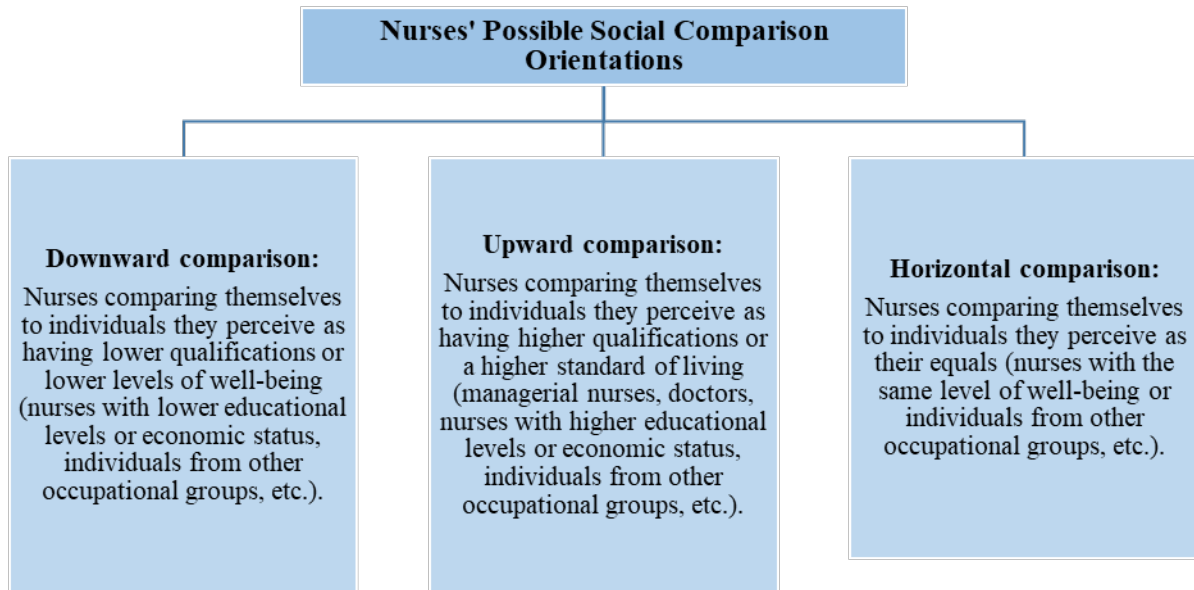 Nurses' Possible Social Comparison
Orientations
Downward comparison:
Nurses comparing themselves
to individuals they perceive as
having lower qualifications or
lower levels of well-being
(nurses with lower educational
levels or economic status,
individuals from other
occupational groups, etc.).
Upward comparison:
Nurses comparing themselves
to individuals they perceive as
having higher qualifications or
a higher standard of living
(managerial nurses, doctors,
nurses with higher educational
levels or economic status,
individuals from other
occupational groups, etc.).
Horizontal comparison:
Nurses comparing themselves
to individuals they perceive as
their equals (nurses with the
same level of well-being or
individuals from other
occupational groups, etc.).